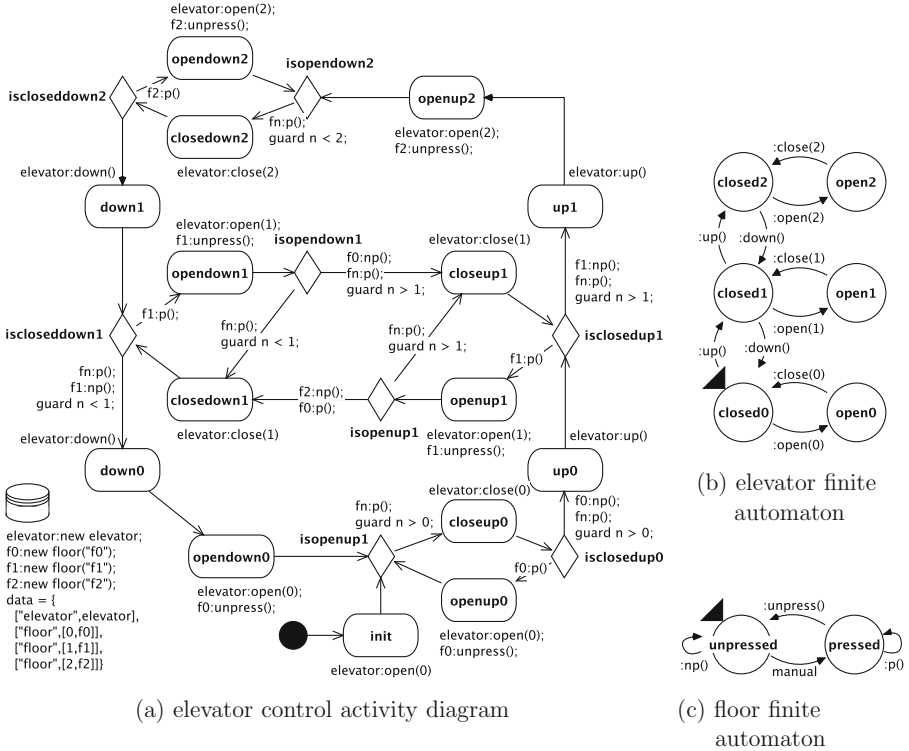 elevator:open(2);
f2:unpress();
opendown2
isopendown2
iscloseddown2
f2:p()
openup2
closedown2
fn:p();
guard n < 2;
elevator:open(2);
f2:unpress();
elevator:close(2)
elevator:down()
elevator:up()
down1
up1
elevator:open(1);
f1:unpress();
isopendown1
elevator:close(1)
opendown1
f0:np();
fn:p();
guard n > 1;
closeup1
f1:np();
fn:p();
guard n > 1;
f1:p();
iscloseddown1
fn:p();
guard n < 1;
fn:p();
guard n > 1;
isclosedup1
f1:p()
fn:p();
f1:np();
guard n < 1;
closedown1
f2:np();
f0:p();
openup1
elevator:close(1)
isopenup1
elevator:open(1);
f1:unpress();
elevator:down()
elevator:up()
down0
up0
elevator:close(0)
fn:p();
guard n > 0;
closeup0
f0:np();
fn:p();
guard n > 0;
isopenup1
opendown0
isclosedup0
f0:p()
openup0
elevator:open(0);
f0:unpress();
elevator:open(0);
f0:unpress();
init
elevator:open(0)
elevator:new elevator;
f0:new floor("f0");
f1:new floor("f1");
f2:new floor("f2");
data = {
["elevator",elevator],
["floor",[0,f0]],
["floor",[1,f1]],
["floor",[2,f2]]}
(a) elevator control activity diagram
:close(2)
closed2
open2
:open(2)
:up()
:down()
:close(1)
closed1
open1
:open(1)
:up()
:down()
:close(0)
closed0
open0
:open(0)
(b) elevator finite
automaton
:unpress()
unpressed
pressed
:np()
manual
:p()
(c) floor finite
automaton